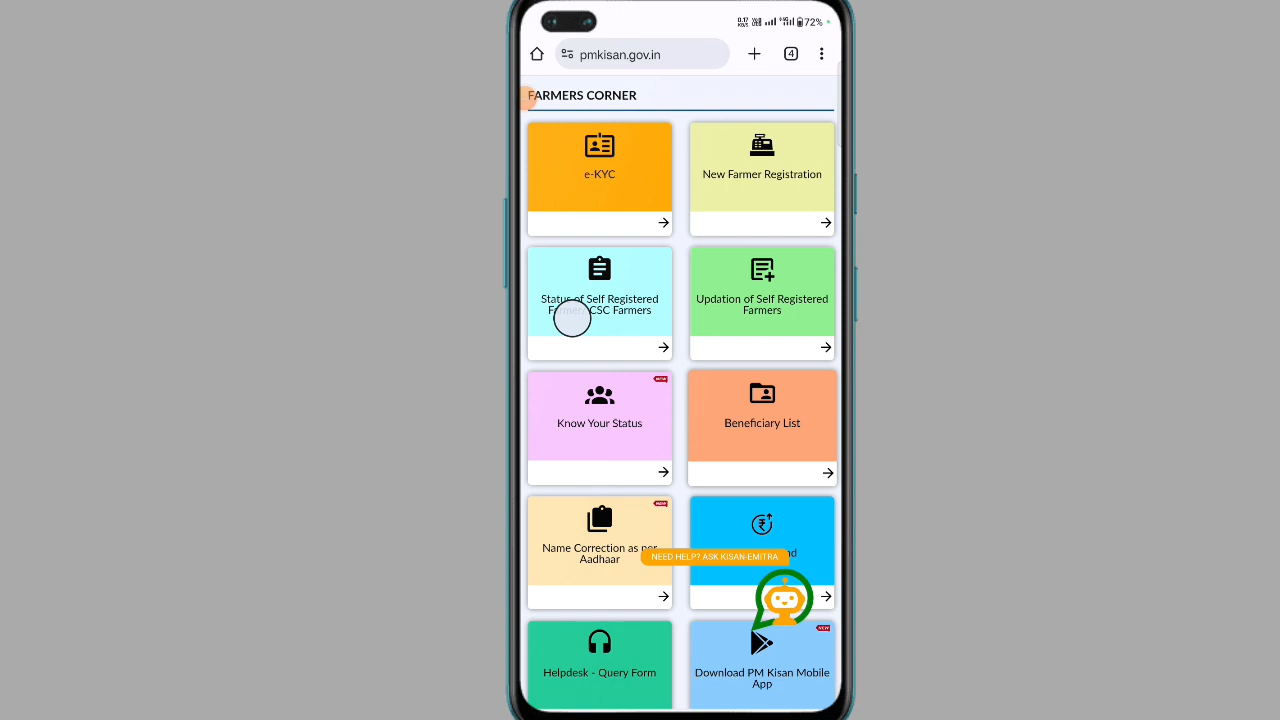 72%
pmkisan.gov.in
4
FARMERS CORNER
e-KYC
New Farmer Registration
Status of Self Registered
CSC Farmers
Updation of Self Registered
Farmers
Know Your Status
Beneficiary List
Name Correction as per
Aadhaar
NEED HELP? ASK KISAN-EMITRA
Helpdesk - Query Form
Download PM Kisan Mobile
App